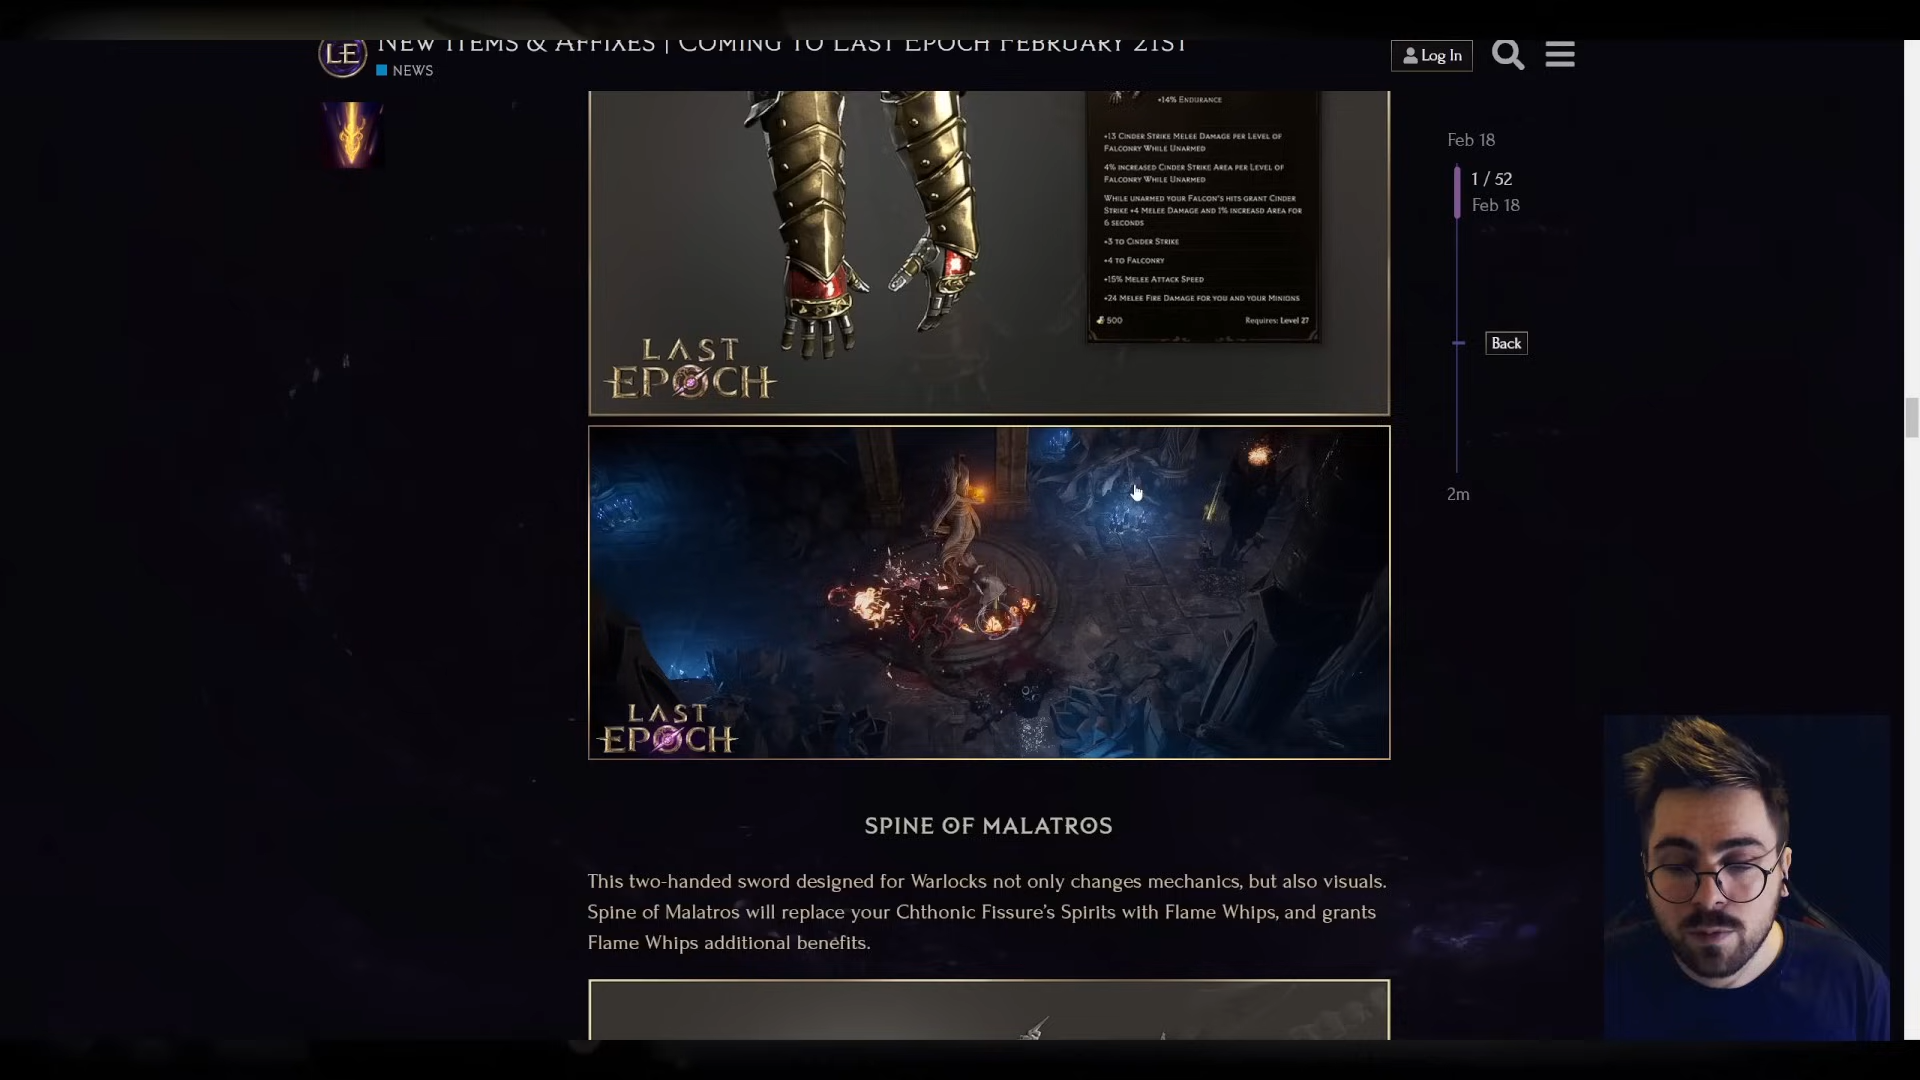 New Items & Affixes | Coming to Last Epoch February 21st
LE
NEWS
Log In
+14% Endurance
+13 Cinder Strike Melee Damage per Level of
Falconry While Unarmed
4% increased Cinder Strike Area per Level of
Falconry While Unarmed
While unarmed your Falcon's hits grant Cinder
Strike +4 Melee Damage and 1% increasd Area for
6 seconds
+3 to Cinder Strike
+4 to Falconry
+15% Melee Attack Speed
+24 Melee Fire Damage for you and your Minions
500
Requires: Level 27
LAST
EPOCH
Feb 18
1 / 52
Feb 18
Back
2m
LAST
EPOCH
SPINE OF MALATROS
This two-handed sword designed for Warlocks not only changes mechanics, but also visuals.
Spine of Malatros will replace your Chthonic Fissure's Spirits with Flame Whips, and grants
Flame Whips additional benefits.